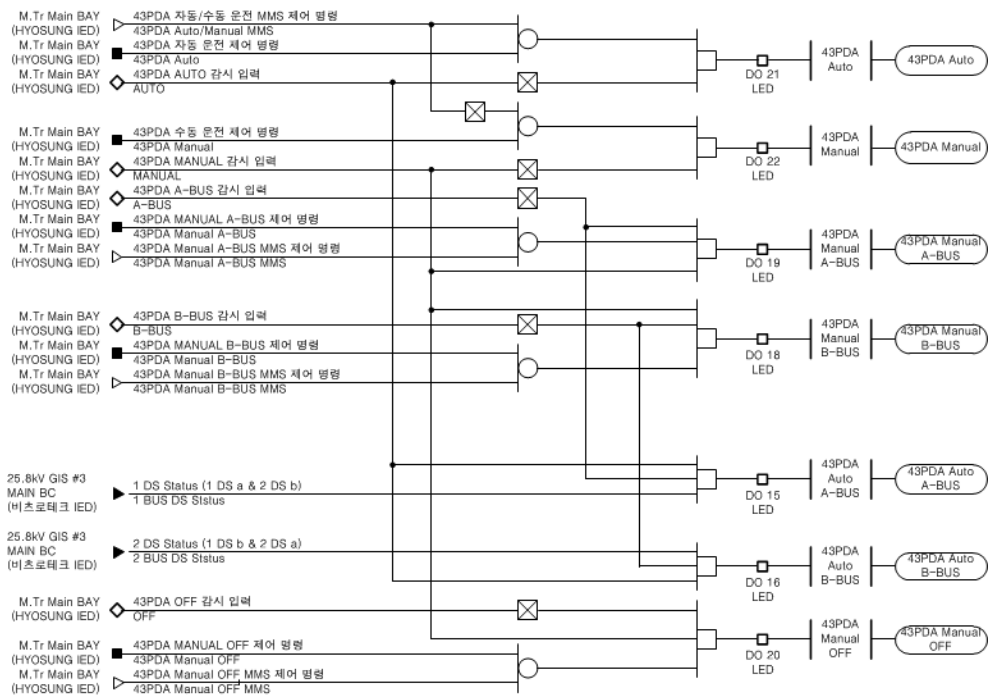 M.Tr Main BAY
(HYOSUNG IED)
43PDA 자동/수동 운전 MMS 제어 명령
43PDA Auto/Manual MMS
M.Tr Main BAY
(HYOSUNG IED)
43PDA 자동 운전 제어 명령
43PDA Auto
M.Tr Main BAY
(HYOSUNG IED)
43PDA AUTO 감시 입력
AUTO
DO 21
LED
43PDA
Auto
43PDA Auto
M.Tr Main BAY
(HYOSUNG IED)
43PDA 수동 운전 제어 명령
43PDA Manual
M.Tr Main BAY
(HYOSUNG IED)
43PDA MANUAL 감시 입력
MANUAL
DO 22
LED
43PDA
Manual
43PDA Manual
M.Tr Main BAY
(HYOSUNG IED)
43PDA A-BUS 감시 입력
A-BUS
M.Tr Main BAY
(HYOSUNG IED)
43PDA MANUAL A-BUS 제어 명령
43PDA Manual A-BUS
M.Tr Main BAY
(HYOSUNG IED)
43PDA Manual A-BUS MMS 제어 명령
43PDA Manual A-BUS MMS
DO 19
LED
43PDA
Manual
A-BUS
43PDA Manual
A-BUS
M.Tr Main BAY
(HYOSUNG IED)
43PDA B-BUS 감시 입력
B-BUS
M.Tr Main BAY
(HYOSUNG IED)
43PDA MANUAL B-BUS 제어 명령
43PDA Manual B-BUS
M.Tr Main BAY
(HYOSUNG IED)
43PDA Manual B-BUS MMS 제어 명령
43PDA Manual B-BUS MMS
DO 18
LED
43PDA
Manual
B-BUS
43PDA Manual
B-BUS
25.8kV GIS #3
MAIN BC
(비츠로테크 IED)
1 DS Status (1 DS a & 2 DS b)
1 BUS DS Ststus
DO 15
LED
43PDA
Auto
A-BUS
43PDA Auto
A-BUS
25.8kV GIS #3
MAIN BC
(비츠로테크 IED)
2 DS Status (1 DS b & 2 DS a)
2 BUS DS Ststus
DO 16
LED
43PDA
Auto
B-BUS
43PDA Auto
B-BUS
M.Tr Main BAY
(HYOSUNG IED)
43PDA OFF 감시 입력
OFF
M.Tr Main BAY
(HYOSUNG IED)
43PDA MANUAL OFF 제어 명령
43PDA Manual OFF
M.Tr Main BAY
(HYOSUNG IED)
43PDA Manual OFF MMS 제어 명령
43PDA Manual OFF MMS
DO 20
LED
43PDA
Manual
OFF
43PDA Manual
OFF